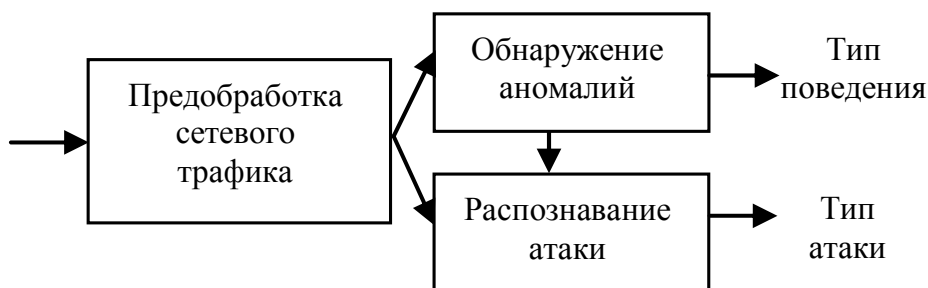 Предобработка
сетевого
трафика
Обнаружение
аномалий
Тип
поведения
Распознавание
атаки
Тип
атаки